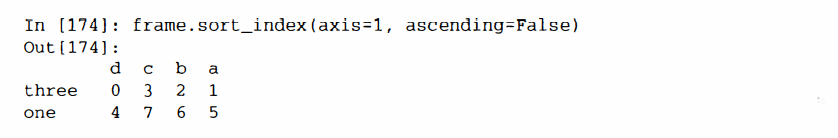 In [174]: frame.sort_index(axis=1, ascending=False)
Out[174]:
       d  c  b  a
three  0  3  2  1
one    4  7  6  5